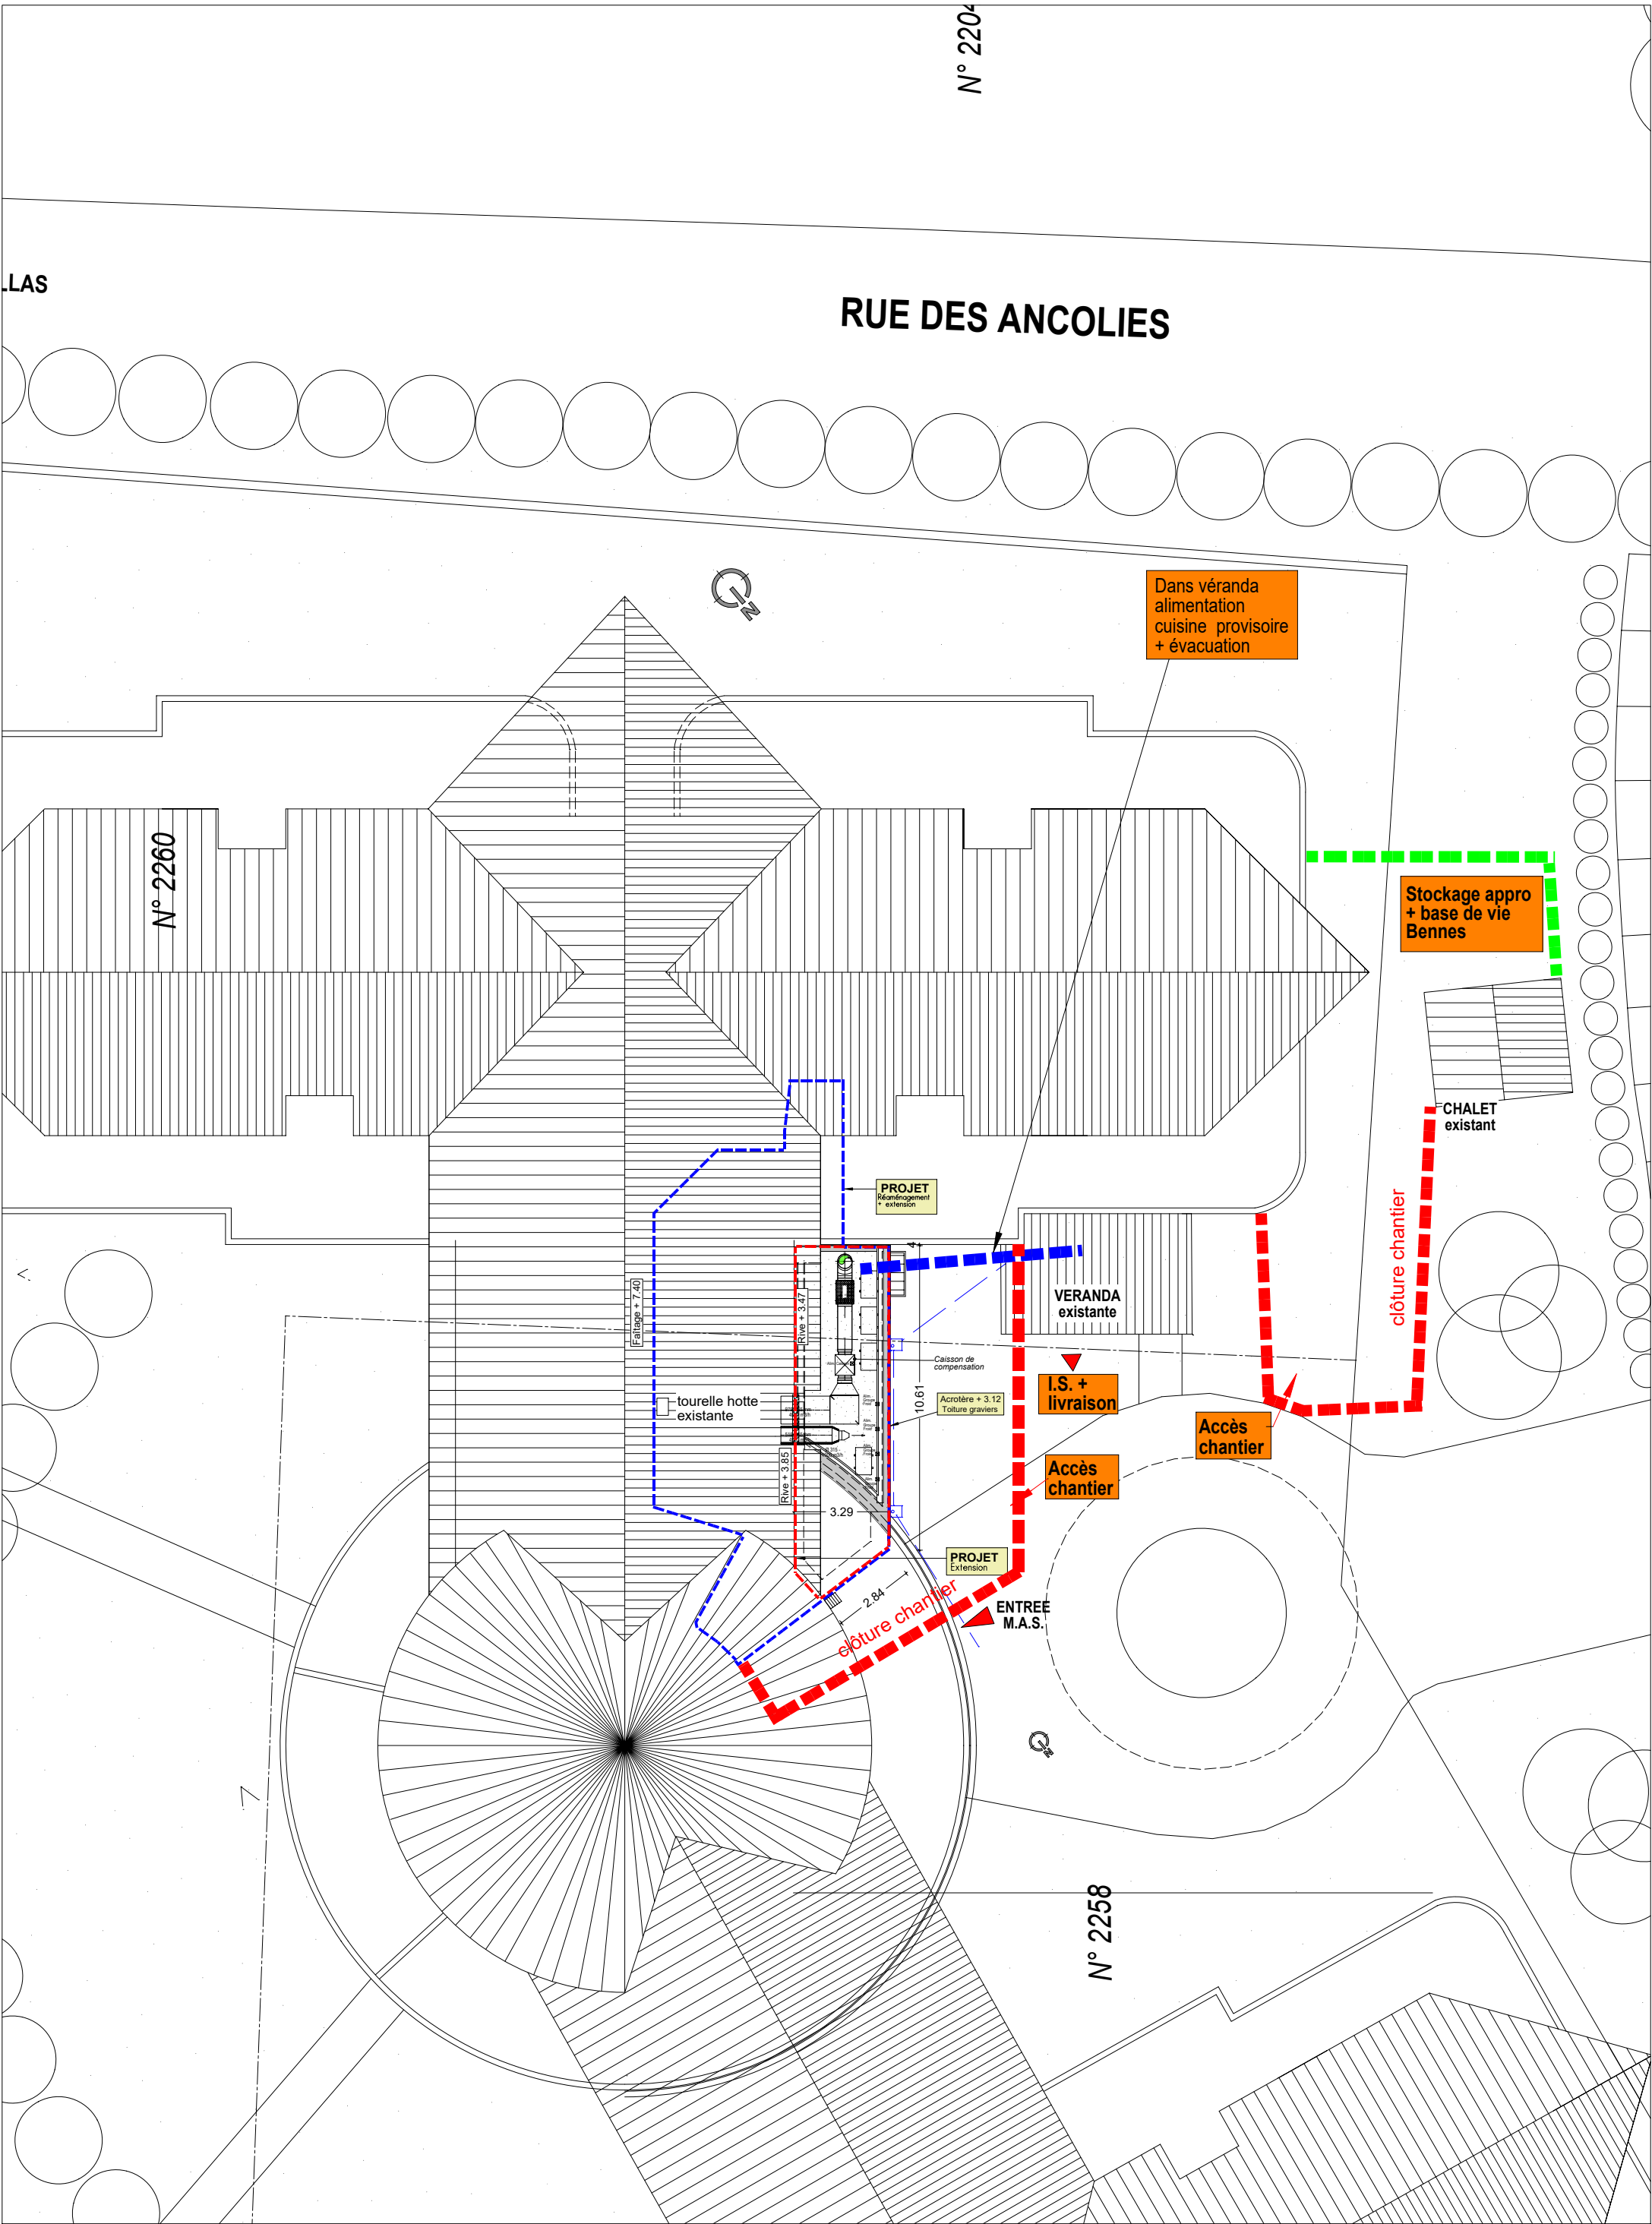 N° 2204
LLAS
RUE DES ANCOLIES
N
Dans véranda
alimentation
cuisine provisoire
+ évacuation
N° 2260
Stockage appro
+ base de vie
Bennes
CHALET
existant
PROJET
Réaménagement
+ extension
clôture chantier
4
VERANDA
existante
Faîtage + 7.40
Rive + 3.47
Caisson de
compensation
I.S. +
livraison
Acrotère + 3.12
Toiture graviers
10.61
tourelle hotte
existante
Accès
chantier
Accès
chantier
Rive + 3.85
3.29
PROJET
Extension
2.84
clôture chantier
ENTREE
M.A.S.
N
N° 2258